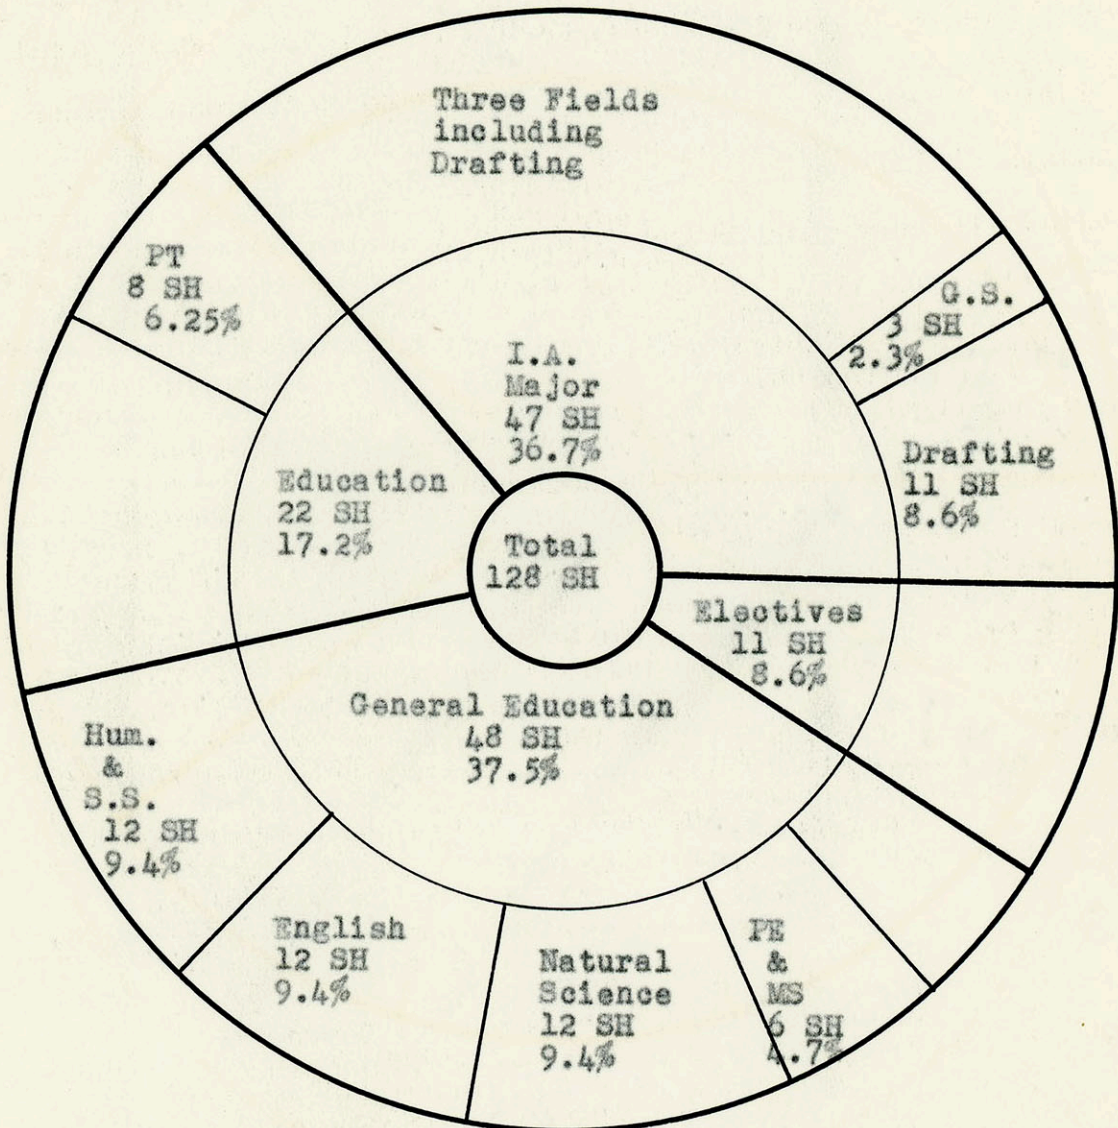 Three Fields
including
Drafting
PT
8 SH
6.25%
G.S.
3 SH
2.3%
I.A.
Major
47 SH
36.7%
Drafting
11 SH
8.6%
Education
22 SH
17.2%
Total
128 SH
Electives
11 SH
8.6%
General Education
48 SH
37.5%
Hum.
&
S.S.
12 SH
9.4%
English
12 SH
9.4%
Natural
Science
12 SH
9.4%
PE
&
MS
6 SH
4.7%